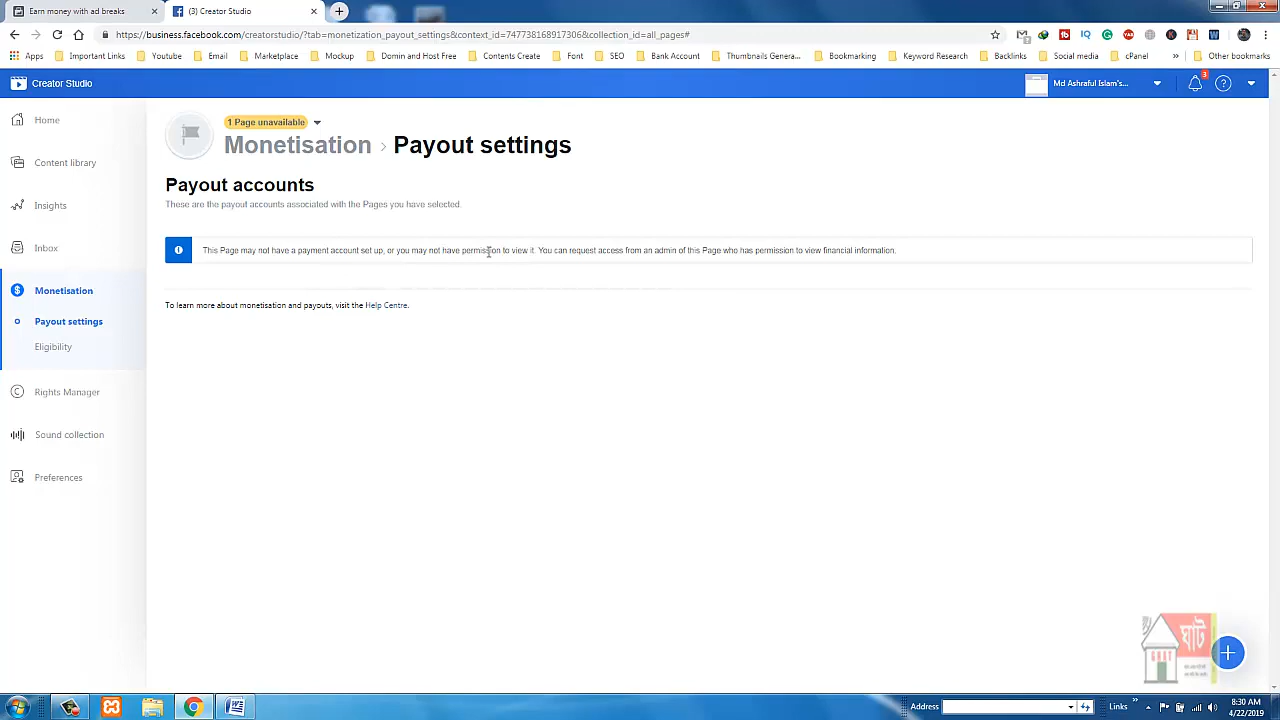 Earn money with ad breaks
(3) Creator Studio
https://business.facebook.com/creatorstudio/?tab=monetization_payout_settings&context_id=747738168917306&collection_id=all_pages#
Apps Important Links Youtube Email Marketplace Mockup Domin and Host Free Contents Create Font SEO Bank Account Thumbnails Genera... Bookmarking Keyword Research Backlinks Social media cPanel » Other bookmarks
Creator Studio
Md Ashraful Islam's...
3
Home
Content library
Insights
Inbox
Monetisation
Payout settings
Eligibility
Rights Manager
Sound collection
Preferences
1 Page unavailable
Monetisation > Payout settings
Payout accounts
These are the payout accounts associated with the Pages you have selected.
This Page may not have a payment account set up, or you may not have permission to view it. You can request access from an admin of this Page who has permission to view financial information.
To learn more about monetisation and payouts, visit the Help Centre.
ঘাট
Address
Links
8:30 AM
4/22/2019